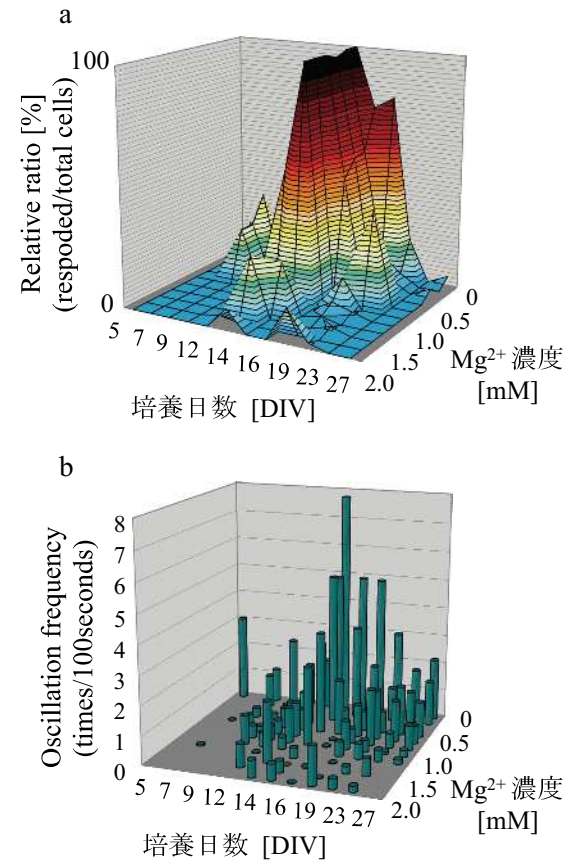 a
100
Relative ratio [%]
(respoded/total cells)
0
5 7 9 12 14 16 19 23 27
2.0 1.5 1.0 0.5 0
Mg2+ 濃度
[mM]
培養日数 [DIV]
b
8
7
6
5
4
3
2
1
0
Oscillation frequency
(times/100seconds)
5 7 9 12 14 16 19 23 27
2.0 1.5 1.0 0.5 0
Mg2+ 濃度
[mM]
培養日数 [DIV]